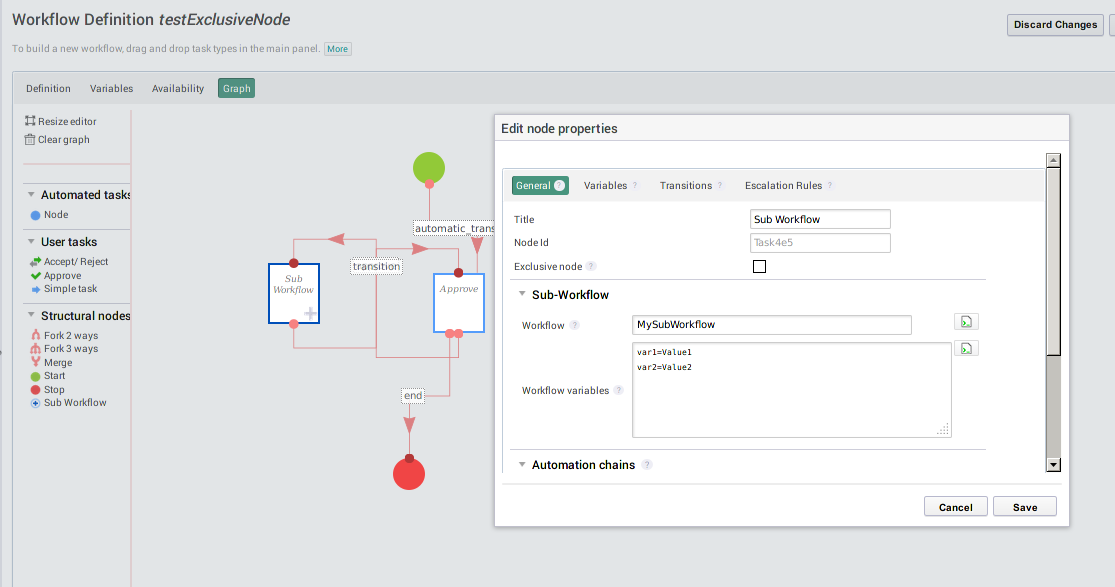 Workflow Definition testExclusiveNode
Discard Changes
To build a new workflow, drag and drop task types in the main panel. More
Definition Variables Availability Graph
Resize editor
Clear graph
Automated tasks
Node
User tasks
Accept/ Reject
Approve
Simple task
Structural nodes
Fork 2 ways
Fork 3 ways
Merge
Start
Stop
Sub Workflow
automatic_trans
transition
Sub
Workflow
Approve
end
Edit node properties
General ? Variables ? Transitions ? Escalation Rules ?
Title Sub Workflow
Node Id Task4e5
Exclusive node ?
Sub-Workflow
Workflow ? MySubWorkflow
var1=Value1
var2=Value2
Workflow variables ?
Automation chains ?
Cancel Save